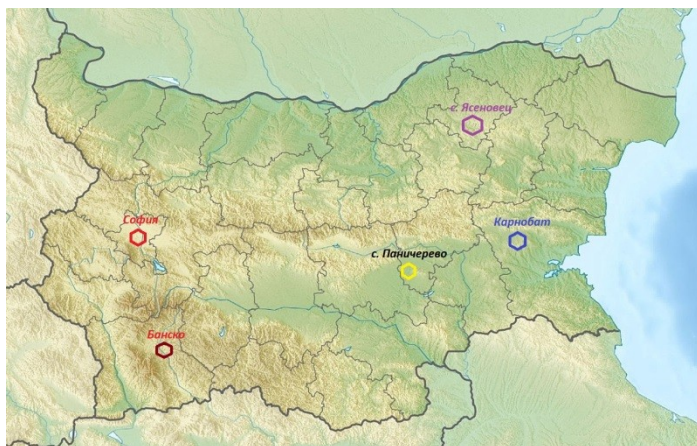 с. Ясеновец
София
Карнобат
с. Паничерево
Банско